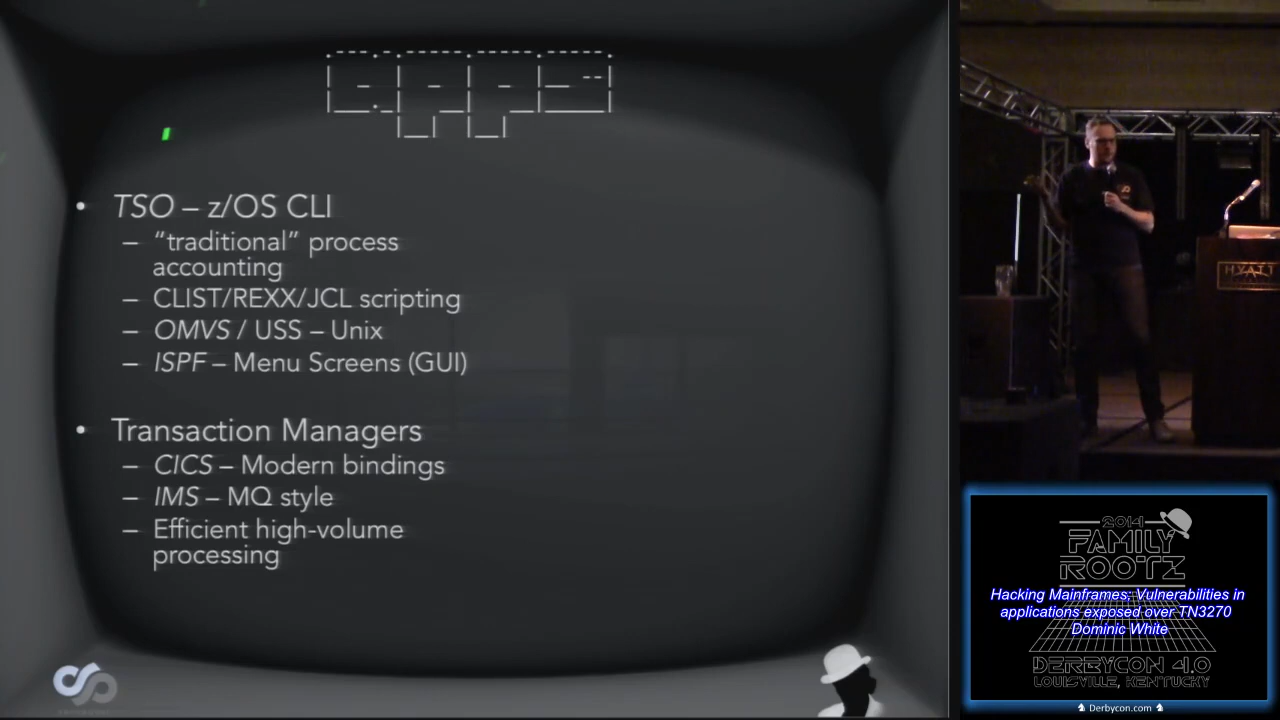 • TSO – z/OS CLI
– “traditional” process
accounting
– CLIST/REXX/JCL scripting
– OMVS / USS – Unix
– ISPF – Menu Screens (GUI)
• Transaction Managers
– CICS – Modern bindings
– IMS – MQ style
– Efficient high-volume
processing
HYATT
2014
FAMILY
ROOTZ
Hacking Mainframes; Vulnerabilities in
applications exposed over TN3270
Dominic White
DERBYCON 4.0
LOUISVILLE, KENTUCKY
Derbycon.com